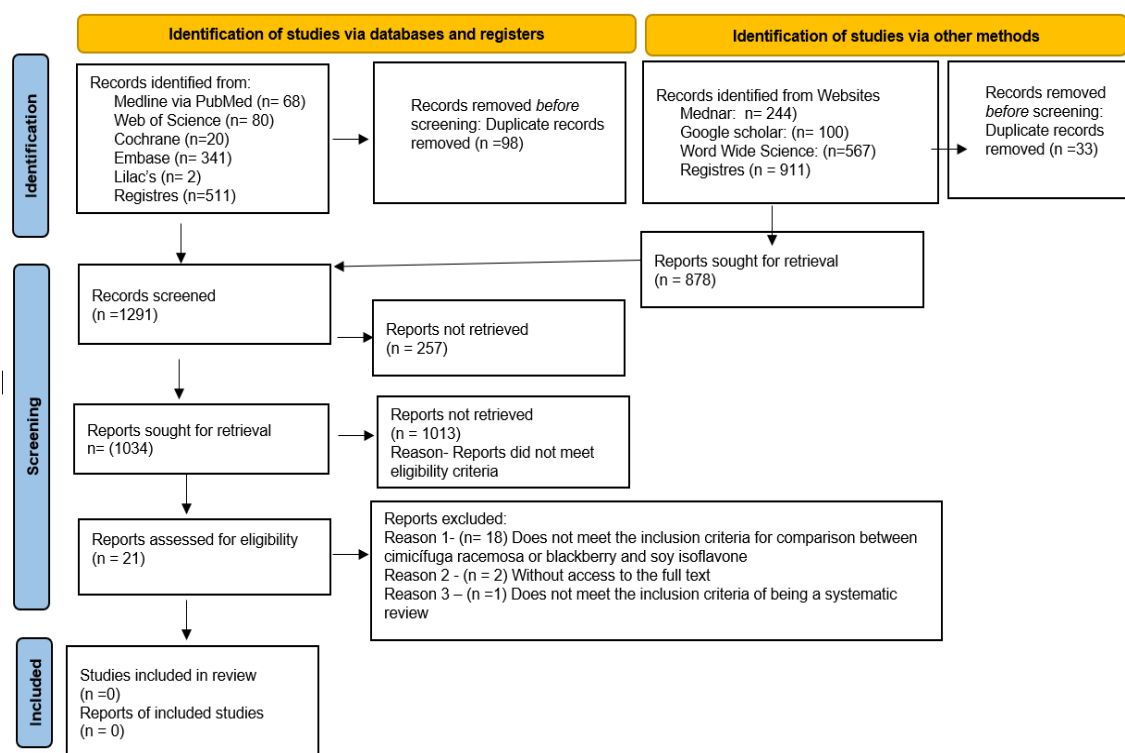 Identification of studies via databases and registers
Identification of studies via other methods
Identification
Records identified from:
Medline via PubMed (n= 68)
Web of Science (n= 80)
Cochrane (n=20)
Embase (n= 341)
Lilac’s (n= 2)
Registres (n=511)
Records removed before
screening: Duplicate records
removed (n =98)
Records identified from Websites
Mednar: n= 244)
Google scholar: (n= 100)
Word Wide Science: (n=567)
Registres (n = 911)
Records removed
before screening:
Duplicate records
removed (n =33)
Reports sought for retrieval
(n = 878)
Screening
Records screened
(n =1291)
Reports not retrieved
(n = 257)
Reports sought for retrieval
n= (1034)
Reports not retrieved
(n = 1013)
Reason- Reports did not meet
eligibility criteria
Reports assessed for eligibility
(n = 21)
Reports excluded:
Reason 1- (n= 18) Does not meet the inclusion criteria for comparison between
cimicífuga racemosa or blackberry and soy isoflavone
Reason 2 - (n = 2) Without access to the full text
Reason 3 – (n =1) Does not meet the inclusion criteria of being a systematic
review
Included
Studies included in review
(n =0)
Reports of included studies
(n = 0)